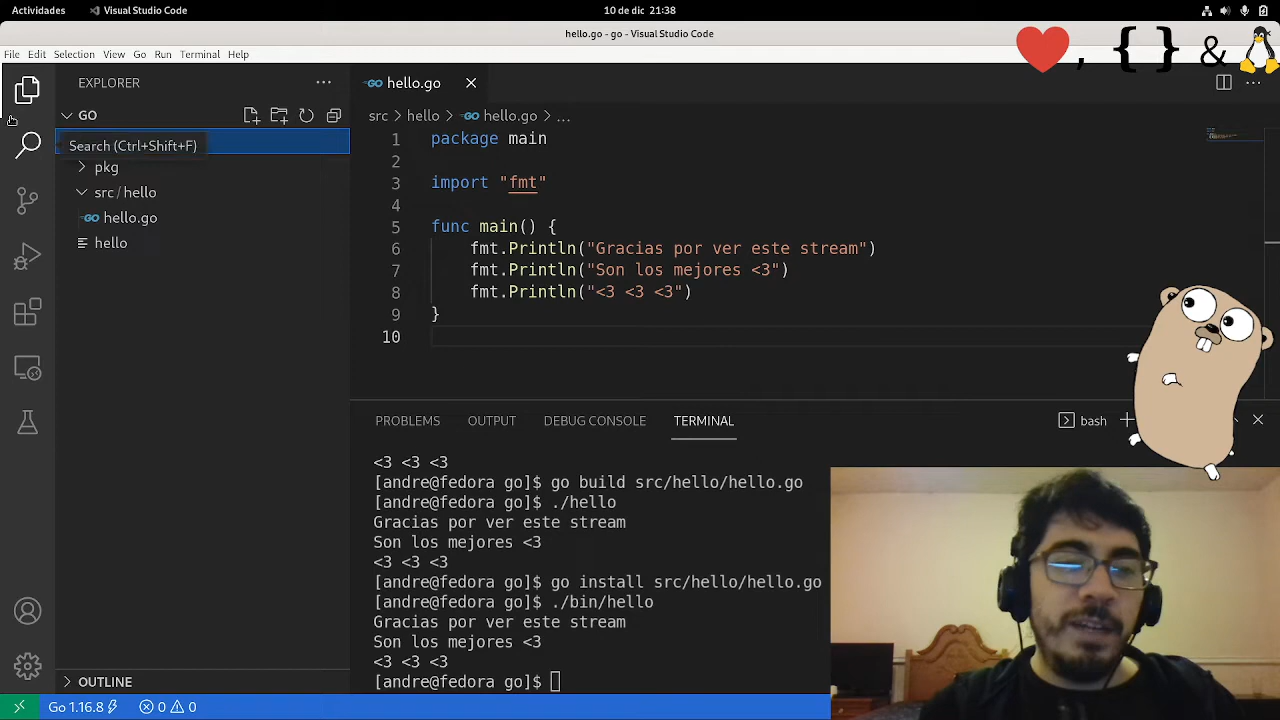 Actividades Visual Studio Code 10 de dic 21:38
hello.go - go - Visual Studio Code
File Edit Selection View Go Run Terminal Help
, { } &
EXPLORER ... hello.go
GO src > hello > hello.go > ...
Search (Ctrl+Shift+F)
pkg
src / hello
hello.go
hello
1 package main
2
3 import "fmt"
4
5 func main() {
6 fmt.Println("Gracias por ver este stream")
7 fmt.Println("Son los mejores <3")
8 fmt.Println("<3 <3 <3")
9 }
10
PROBLEMS OUTPUT DEBUG CONSOLE TERMINAL bash
<3 <3 <3
[andre@fedora go]$ go build src/hello/hello.go
[andre@fedora go]$ ./hello
Gracias por ver este stream
Son los mejores <3
<3 <3 <3
[andre@fedora go]$ go install src/hello/hello.go
[andre@fedora go]$ ./bin/hello
Gracias por ver este stream
Son los mejores <3
<3 <3 <3
[andre@fedora go]$
OUTLINE
Go 1.16.8 0 0